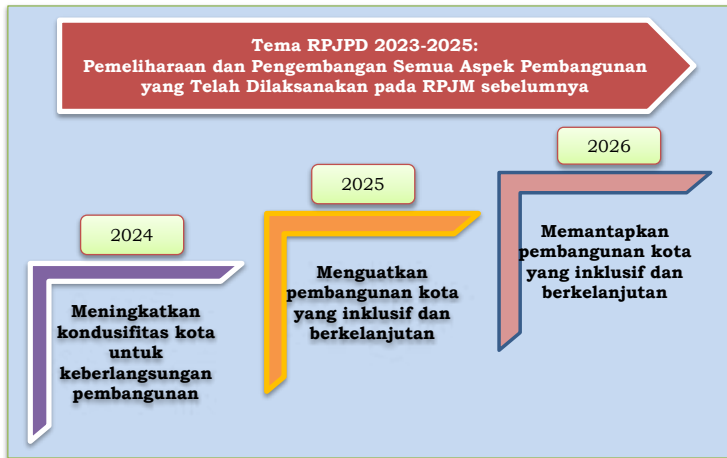 Tema RPJPD 2023-2025:
Pemeliharaan dan Pengembangan Semua Aspek Pembangunan
yang Telah Dilaksanakan pada RPJM sebelumnya
2024
Meningkatkan
kondusifitas kota
untuk
keberlangsungan
pembangunan
2025
Menguatkan
pembangunan kota
yang inklusif dan
berkelanjutan
2026
Memantapkan
pembangunan kota
yang inklusif dan
berkelanjutan